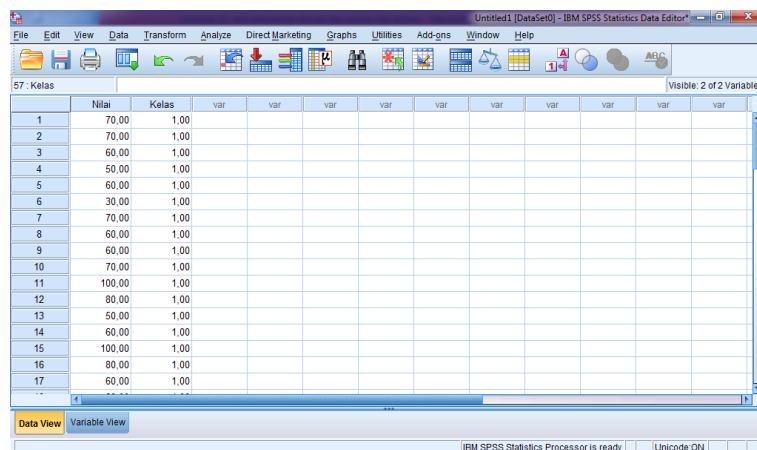 Untitled1 [DataSet0] - IBM SPSS Statistics Data Editor*
File Edit View Data Transform Analyze Direct Marketing Graphs Utilities Add-ons Window Help
57 : Kelas
Visible: 2 of 2 Variable
Nilai Kelas var var var var var var var var var
1 70,00 1,00
2 70,00 1,00
3 60,00 1,00
4 50,00 1,00
5 60,00 1,00
6 30,00 1,00
7 70,00 1,00
8 60,00 1,00
9 60,00 1,00
10 70,00 1,00
11 100,00 1,00
12 80,00 1,00
13 50,00 1,00
14 60,00 1,00
15 100,00 1,00
16 80,00 1,00
17 60,00 1,00
Data View Variable View
IBM SPSS Statistics Processor is ready Unicode:ON